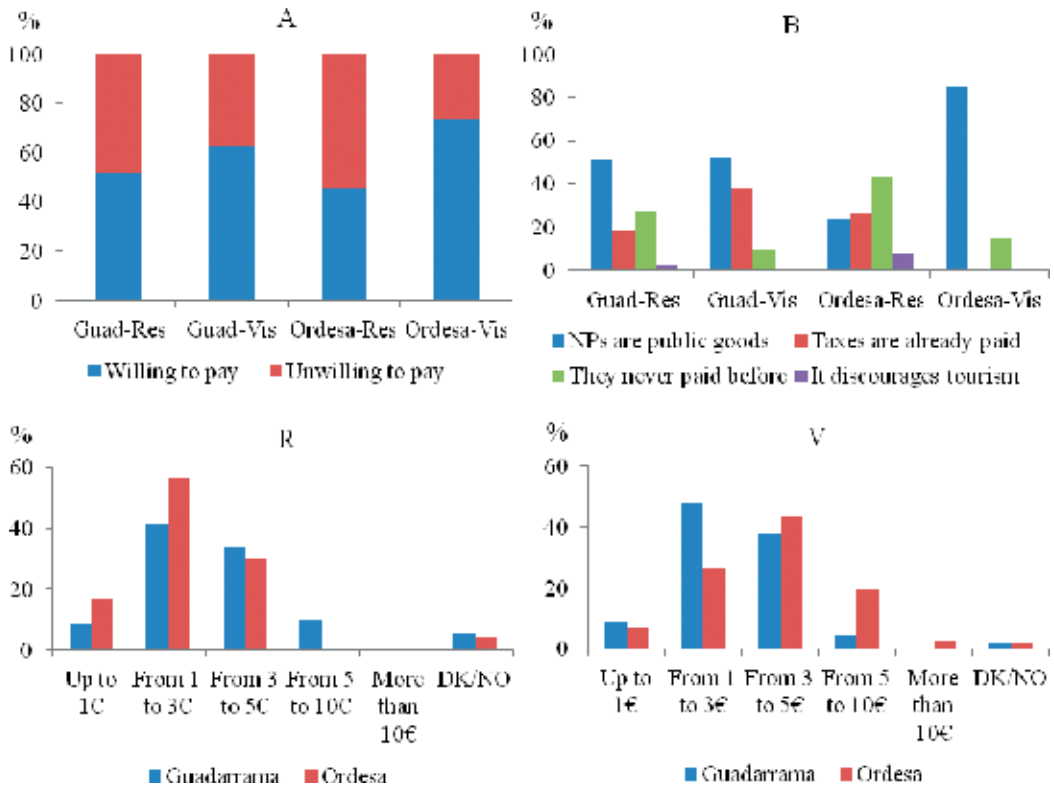 %
A
100
80
60
40
20
0
Guad-Res Guad-Vis Ordesa-Res Ordesa-Vis
Willing to pay Unwilling to pay
%
B
100
80
60
40
20
0
Guad-Res Guad-Vis Ordesa-Res Ordesa-Vis
NPs are public goods Taxes are already paid
They never paid before It discourages tourism
%
R
60
40
20
0
Up to From 1 From 3 From 5 More DK/NO
1€ to 3€ to 5€ to 10€ than
10€
Guadarrama Ordesa
%
V
60
40
20
0
Up to From 1 From 3 From 5 More DK/NO
1€ to 3€ to 5€ to 10€ than
10€
Guadarrama Ordesa